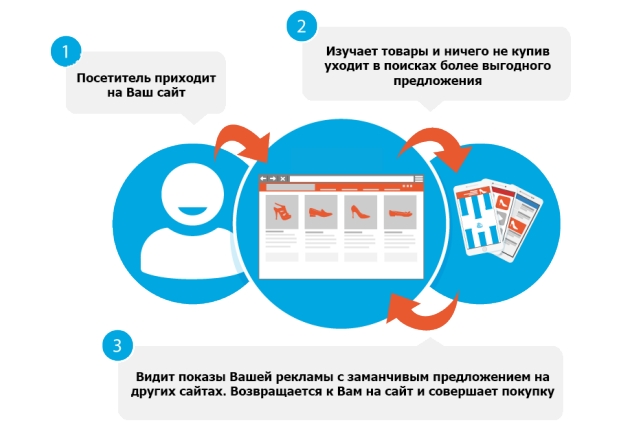 1
Посетитель приходит
на Ваш сайт
2
Изучает товары и ничего не купив
уходит в поисках более выгодного
предложения
3
Видит показы Вашей рекламы с заманчивым предложением на
других сайтах. Возвращается к Вам на сайт и совершает покупку